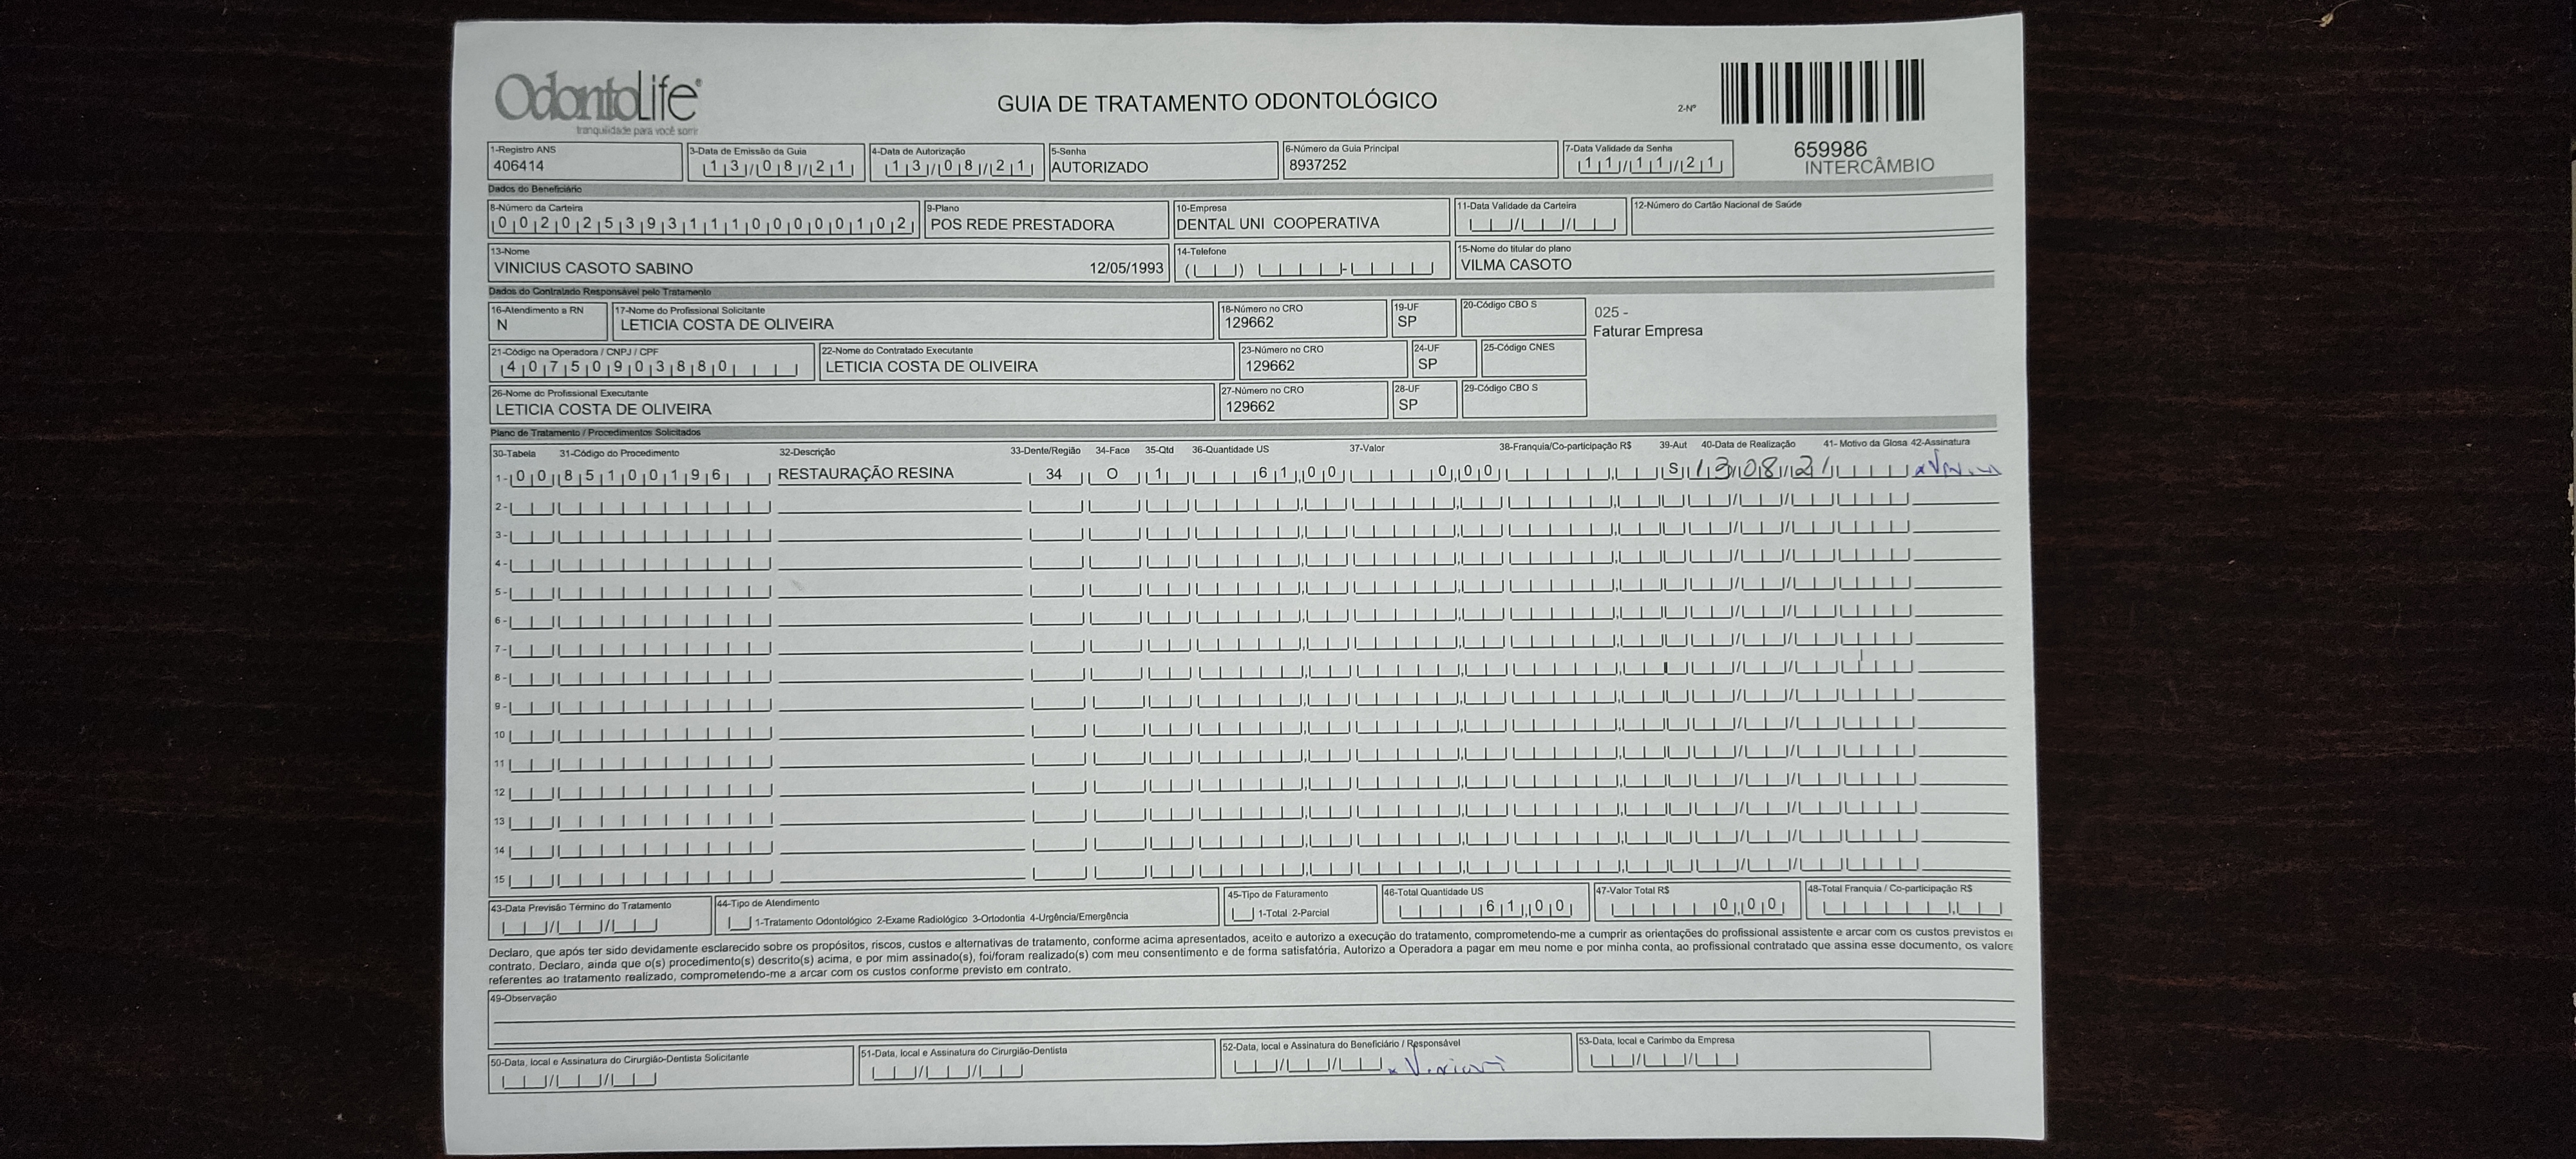 OdontoLife®
tranquilidade para você sorrir
GUIA DE TRATAMENTO ODONTOLÓGICO
2-Nº
659986
INTERCÂMBIO
1-Registro ANS
406414
3-Data de Emissão da Guia
13/08/21
4-Data de Autorização
13/08/21
5-Senha
AUTORIZADO
6-Número da Guia Principal
8937252
7-Data Validade da Senha
11/11/21
Dados do Beneficiário
8-Número da Carteira
00202539311100000102
9-Plano
POS REDE PRESTADORA
10-Empresa
DENTAL UNI COOPERATIVA
11-Data Validade da Carteira
12-Número do Cartão Nacional de Saúde
13-Nome
VINICIUS CASOTO SABINO 12/05/1993
14-Telefone
15-Nome do titular do plano
VILMA CASOTO
Dados do Contratado Responsável pelo Tratamento
16-Atendimento a RN
N
17-Nome do Profissional Solicitante
LETICIA COSTA DE OLIVEIRA
18-Número no CRO
129662
19-UF
SP
20-Código CBO S
025 -
Faturar Empresa
21-Código na Operadora / CNPJ / CPF
40750903880
22-Nome do Contratado Executante
LETICIA COSTA DE OLIVEIRA
23-Número no CRO
129662
24-UF
SP
25-Código CNES
26-Nome do Profissional Executante
LETICIA COSTA DE OLIVEIRA
27-Número no CRO
129662
28-UF
SP
29-Código CBO S
Plano de Tratamento / Procedimentos Solicitados
30-Tabela 31-Código do Procedimento 32-Descrição 33-Dente/Região 34-Face 35-Qtd 36-Quantidade US 37-Valor 38-Franquia/Co-participação R$ 39-Aut 40-Data de Realização 41- Motivo da Glosa 42-Assinatura
1- 00 85100196 RESTAURAÇÃO RESINA 34 O 1 61,00 0,00 S 13 08 21
2-
3-
4-
5-
6-
7-
8-
9-
10
11
12
13
14
15
43-Data Previsão Término do Tratamento
44-Tipo de Atendimento
1-Tratamento Odontológico 2-Exame Radiológico 3-Ortodontia 4-Urgência/Emergência
45-Tipo de Faturamento
1-Total 2-Parcial
46-Total Quantidade US
61,00
47-Valor Total R$
0,00
48-Total Franquia / Co-participação R$
Declaro, que após ter sido devidamente esclarecido sobre os propósitos, riscos, custos e alternativas de tratamento, conforme acima apresentados, aceito e autorizo a execução do tratamento, comprometendo-me a cumprir as orientações do profissional assistente e arcar com os custos previstos e
contrato. Declaro, ainda que o(s) procedimento(s) descrito(s) acima, e por mim assinado(s), foi/foram realizado(s) com meu consentimento e de forma satisfatória. Autorizo a Operadora a pagar em meu nome e por minha conta, ao profissional contratado que assina esse documento, os valore
referentes ao tratamento realizado, comprometendo-me a arcar com os custos conforme previsto em contrato.
49-Observação
50-Data, local e Assinatura do Cirurgião-Dentista Solicitante
51-Data, local e Assinatura do Cirurgião-Dentista
52-Data, local e Assinatura do Beneficiário / Responsável
53-Data, local e Carimbo da Empresa